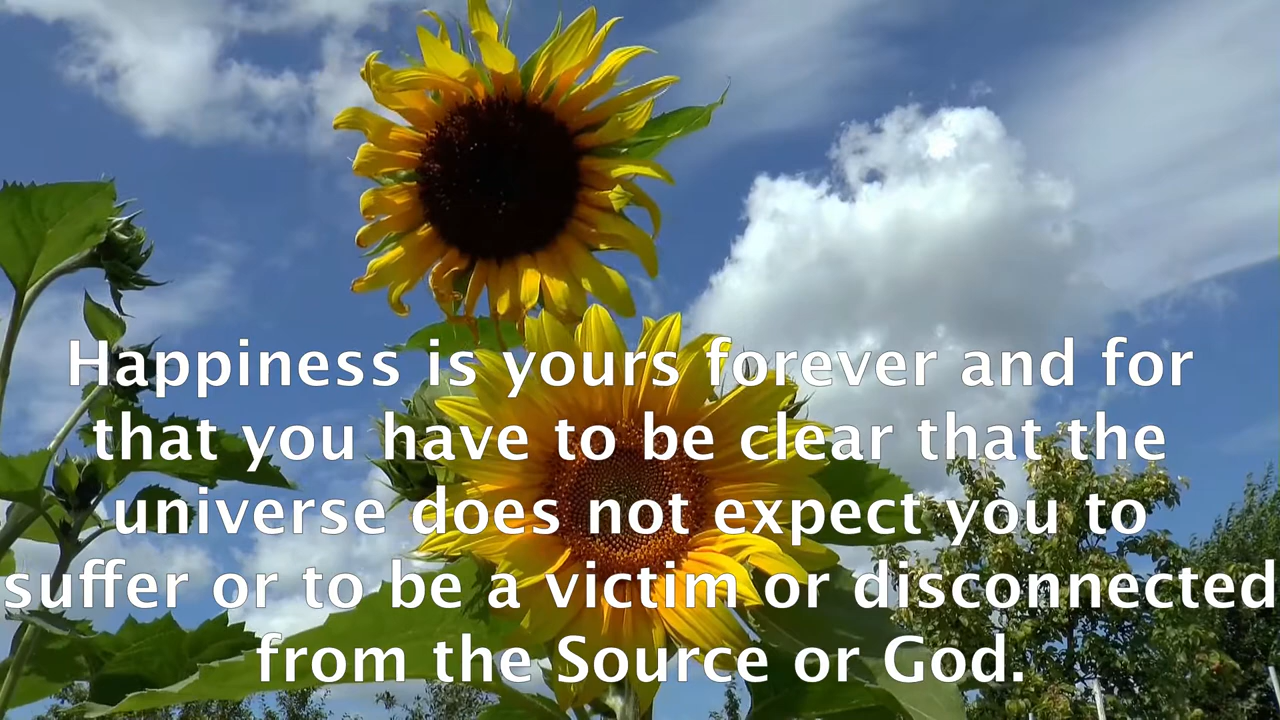 Happiness is yours forever and for
that you have to be clear that the
universe does not expect you to
suffer or to be a victim or disconnected
from the Source or God.